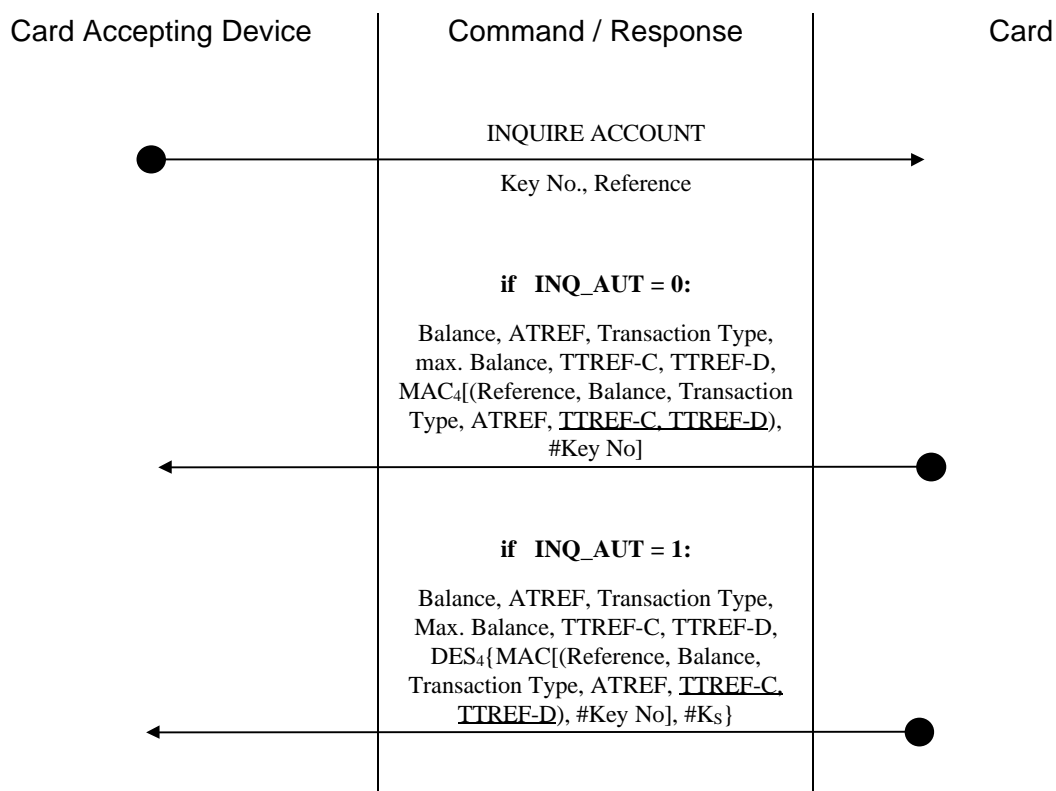 Card Accepting Device Command / Response Card
INQUIRE ACCOUNT
Key No., Reference
if INQ_AUT = 0:
Balance, ATREF, Transaction Type,
max. Balance, TTREF-C, TTREF-D,
MAC4[(Reference, Balance, Transaction
Type, ATREF, TTREF-C, TTREF-D),
#Key No]
if INQ_AUT = 1:
Balance, ATREF, Transaction Type,
Max. Balance, TTREF-C, TTREF-D,
DES4{MAC[(Reference, Balance,
Transaction Type, ATREF, TTREF-C,
TTREF-D), #Key No], #KS}